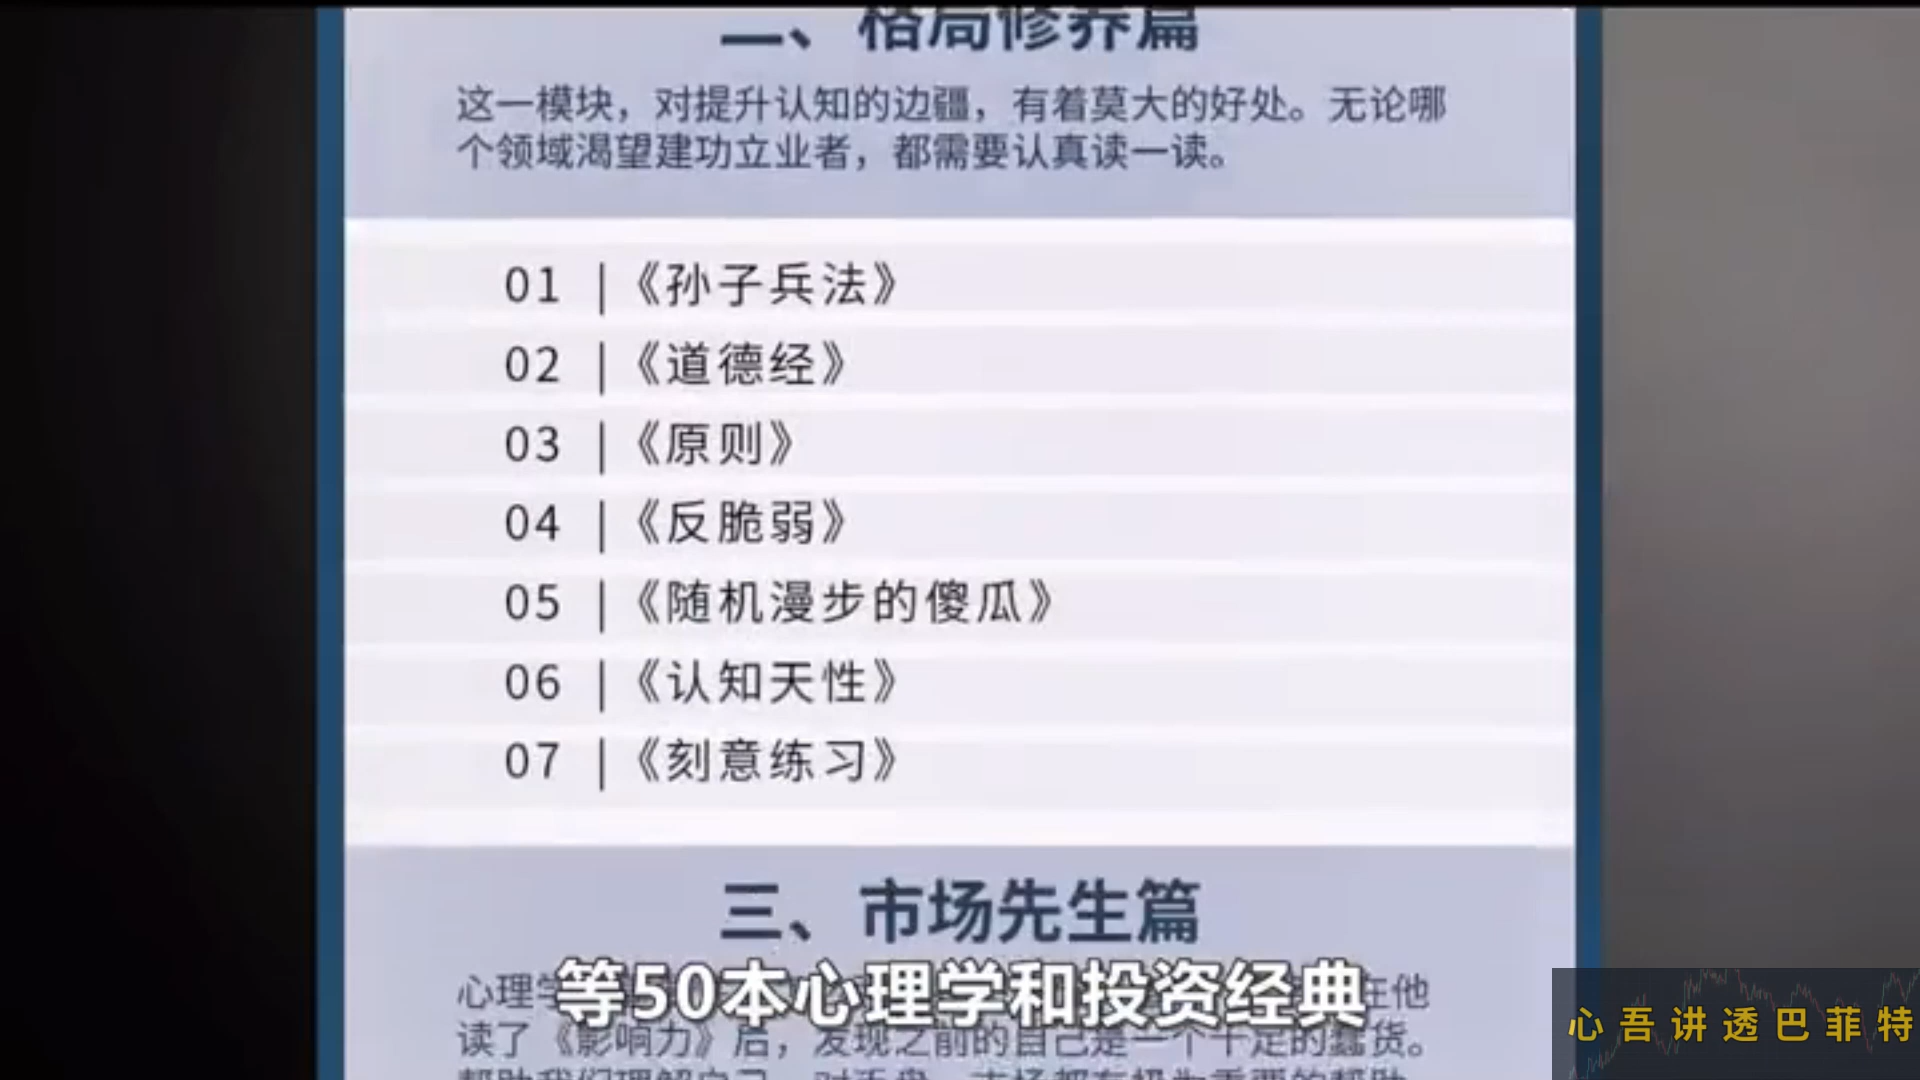 二、格局修养篇
这一模块，对提升认知的边疆，有着莫大的好处。无论哪
个领域渴望建功立业者，都需要认真读一读。
01 |《孙子兵法》
02 |《道德经》
03 |《原则》
04 |《反脆弱》
05 |《随机漫步的傻瓜》
06 |《认知天性》
07 |《刻意练习》
三、市场先生篇
等50本心理学和投资经典
心理学 在他
读了《影响力》后，发现之前的自己是一个十足的蠢货。
心吾讲透巴菲特